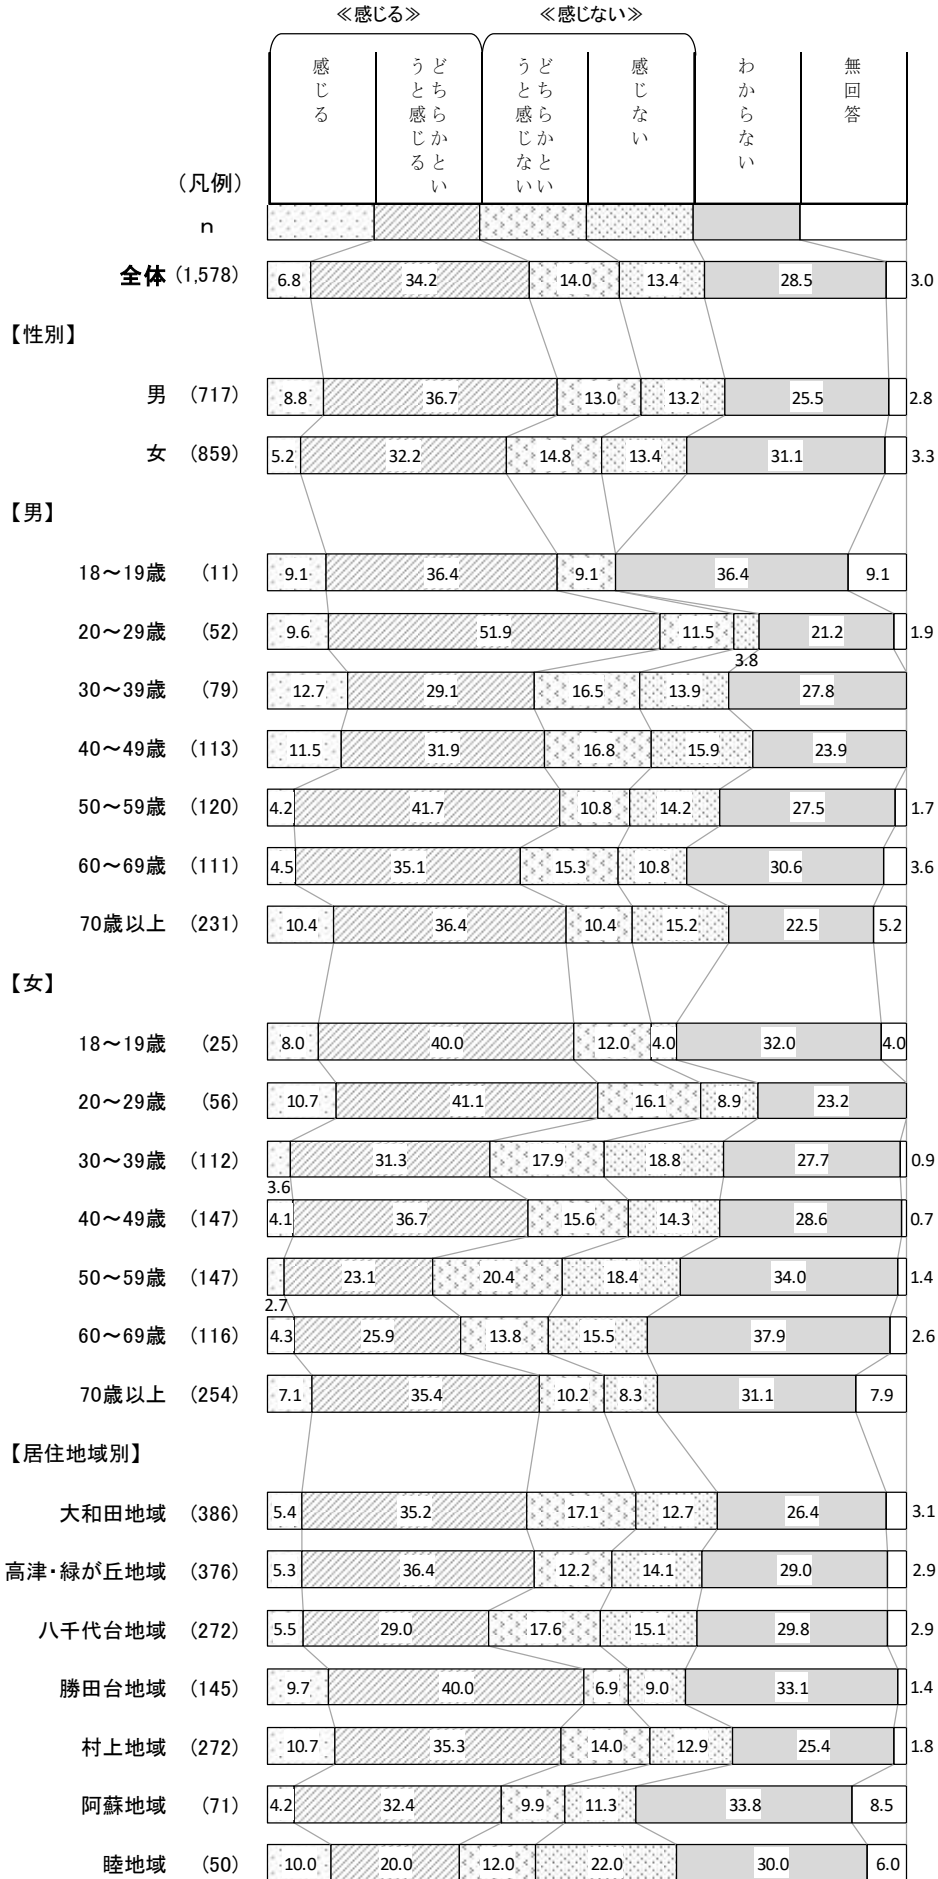 ≪感じる≫ ≪感じない≫
感じる
どちらかとい
うと感じる
どちらかとい
うと感じない
感じない
わからない
無回答
（凡例）
n
全体 (1,578) 6.8 34.2 14.0 13.4 28.5 3.0
【性別】
男 (717) 8.8 36.7 13.0 13.2 25.5 2.8
女 (859) 5.2 32.2 14.8 13.4 31.1 3.3
【男】
18～19歳 (11) 9.1 36.4 9.1 36.4 9.1
20～29歳 (52) 9.6 51.9 11.5 21.2 1.9
3.8
30～39歳 (79) 12.7 29.1 16.5 13.9 27.8
40～49歳 (113) 11.5 31.9 16.8 15.9 23.9
50～59歳 (120) 4.2 41.7 10.8 14.2 27.5 1.7
60～69歳 (111) 4.5 35.1 15.3 10.8 30.6 3.6
70歳以上 (231) 10.4 36.4 10.4 15.2 22.5 5.2
【女】
18～19歳 (25) 8.0 40.0 12.0 4.0 32.0 4.0
20～29歳 (56) 10.7 41.1 16.1 8.9 23.2
30～39歳 (112) 31.3 17.9 18.8 27.7 0.9
3.6
40～49歳 (147) 4.1 36.7 15.6 14.3 28.6 0.7
50～59歳 (147) 23.1 20.4 18.4 34.0 1.4
2.7
60～69歳 (116) 4.3 25.9 13.8 15.5 37.9 2.6
70歳以上 (254) 7.1 35.4 10.2 8.3 31.1 7.9
【居住地域別】
大和田地域 (386) 5.4 35.2 17.1 12.7 26.4 3.1
高津・緑が丘地域 (376) 5.3 36.4 12.2 14.1 29.0 2.9
八千代台地域 (272) 5.5 29.0 17.6 15.1 29.8 2.9
勝田台地域 (145) 9.7 40.0 6.9 9.0 33.1 1.4
村上地域 (272) 10.7 35.3 14.0 12.9 25.4 1.8
阿蘇地域 (71) 4.2 32.4 9.9 11.3 33.8 8.5
睦地域 (50) 10.0 20.0 12.0 22.0 30.0 6.0